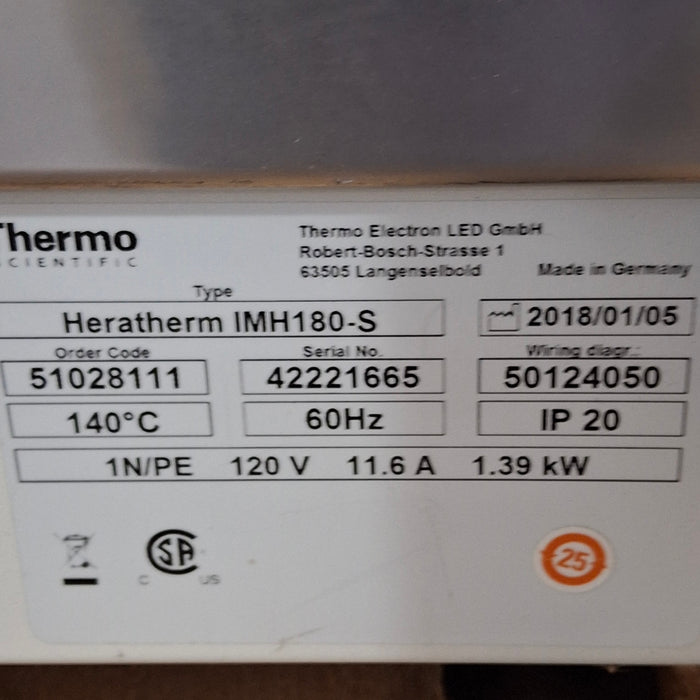 Thermo
SCIENTIFIC
Thermo Electron LED GmbH
Robert-Bosch-Strasse 1
63505 Langenselbold
Made in Germany
Type
Heratherm IMH180-S
2018/01/05
Order Code
Serial No.
Wiring diagr.:
51028111
42221665
50124050
140°C
60Hz
IP 20
1N/PE 120 V 11.6 A 1.39 kW
SA
C US
25